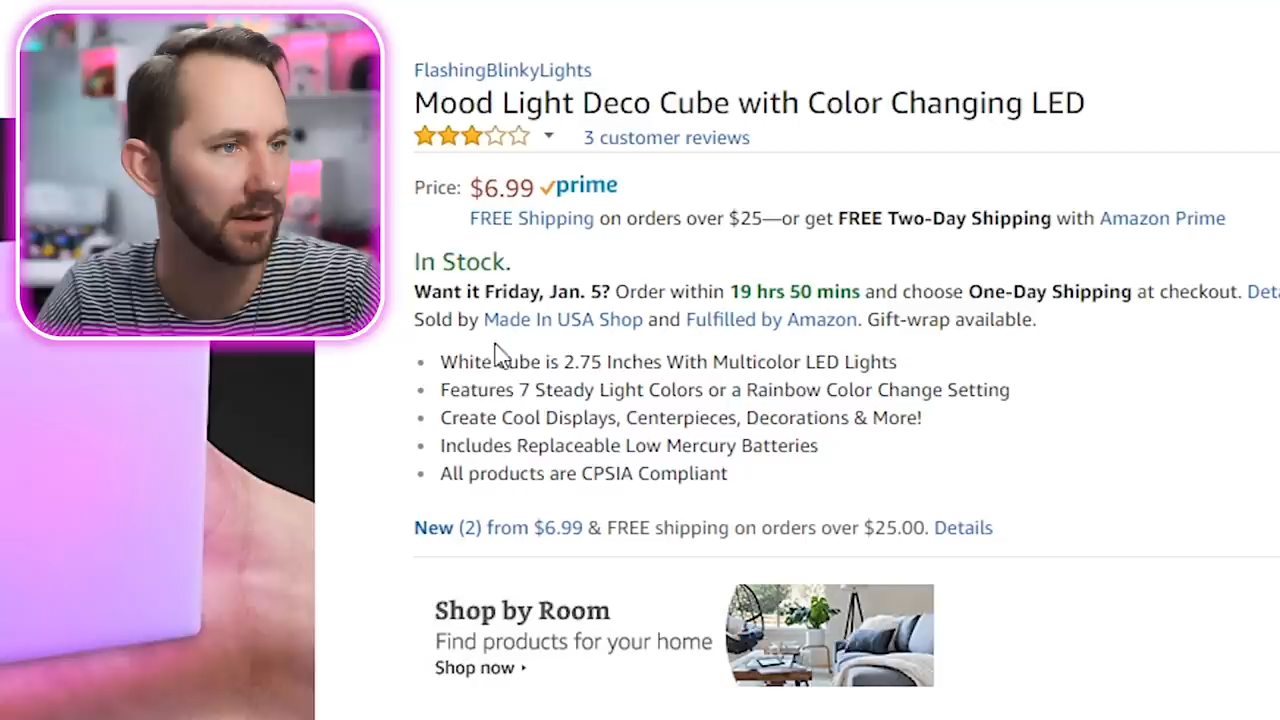 FlashingBlinkyLights
Mood Light Deco Cube with Color Changing LED
3 customer reviews
Price: $6.99 prime
FREE Shipping on orders over $25—or get FREE Two-Day Shipping with Amazon Prime
In Stock.
Want it Friday, Jan. 5? Order within 19 hrs 50 mins and choose One-Day Shipping at checkout. Deta
Sold by Made In USA Shop and Fulfilled by Amazon. Gift-wrap available.
White Cube is 2.75 Inches With Multicolor LED Lights
Features 7 Steady Light Colors or a Rainbow Color Change Setting
Create Cool Displays, Centerpieces, Decorations & More!
Includes Replaceable Low Mercury Batteries
All products are CPSIA Compliant
New (2) from $6.99 & FREE shipping on orders over $25.00. Details
Shop by Room
Find products for your home
Shop now